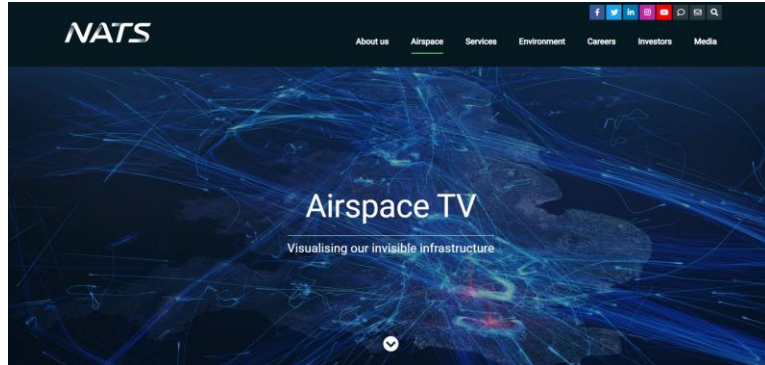 NATS
About us Airspace Services Environment Careers Investors Media
Airspace TV
Visualising our invisible infrastructure